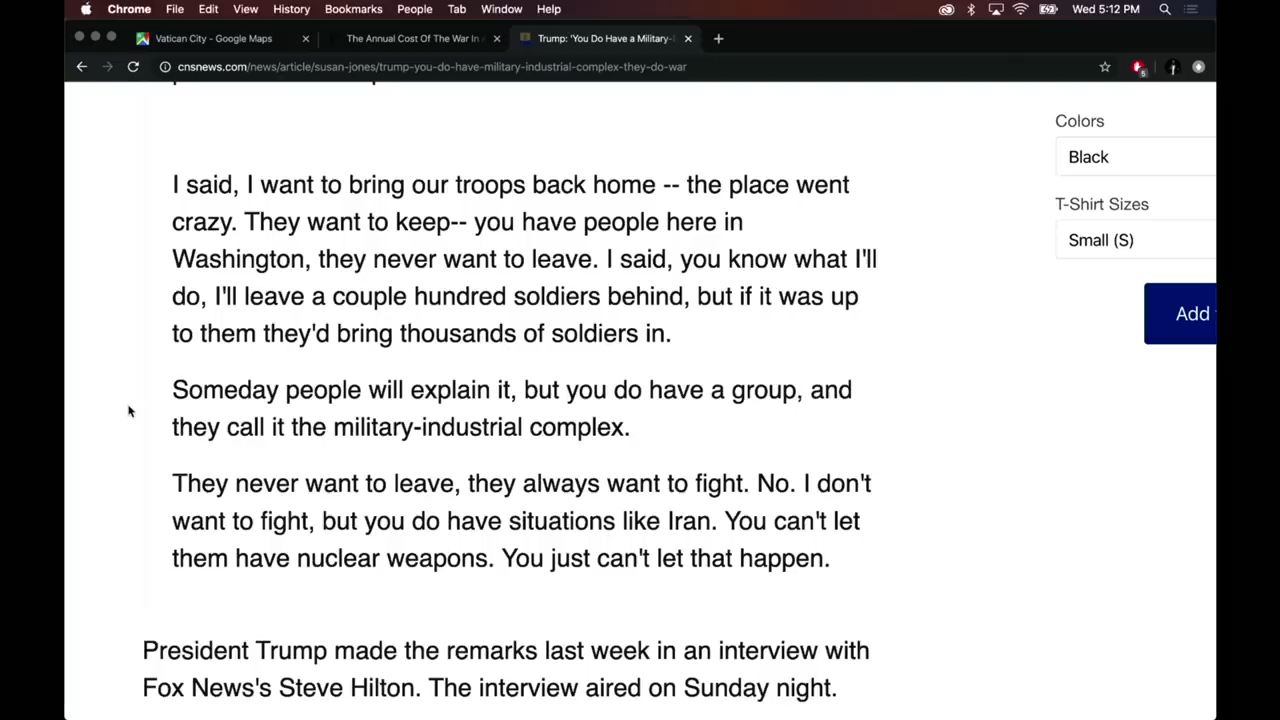 Chrome File Edit View History Bookmarks People Tab Window Help Wed 5:12 PM
Vatican City - Google Maps The Annual Cost Of The War In Trump: 'You Do Have a Military-
cnsnews.com/news/article/susan-jones/trump-you-do-have-military-industrial-complex-they-do-war
5
Colors
Black
T-Shirt Sizes
Small (S)
Add
I said, I want to bring our troops back home -- the place went
crazy. They want to keep-- you have people here in
Washington, they never want to leave. I said, you know what I'll
do, I'll leave a couple hundred soldiers behind, but if it was up
to them they'd bring thousands of soldiers in.
Someday people will explain it, but you do have a group, and
they call it the military-industrial complex.
They never want to leave, they always want to fight. No. I don't
want to fight, but you do have situations like Iran. You can't let
them have nuclear weapons. You just can't let that happen.
President Trump made the remarks last week in an interview with
Fox News's Steve Hilton. The interview aired on Sunday night.